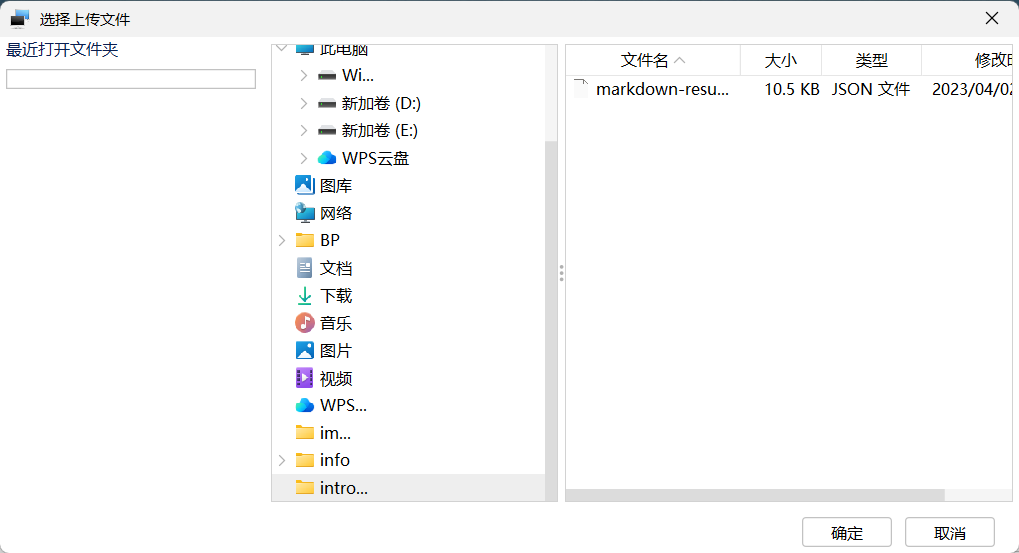 选择上传文件
最近打开文件夹
此电脑
Wi...
新加卷 (D:)
新加卷 (E:)
WPS云盘
图库
网络
BP
文档
下载
音乐
图片
视频
WPS...
im...
info
intro...
文件名 大小 类型 修改
markdown-resu... 10.5 KB JSON 文件 2023/04/02
确定 取消